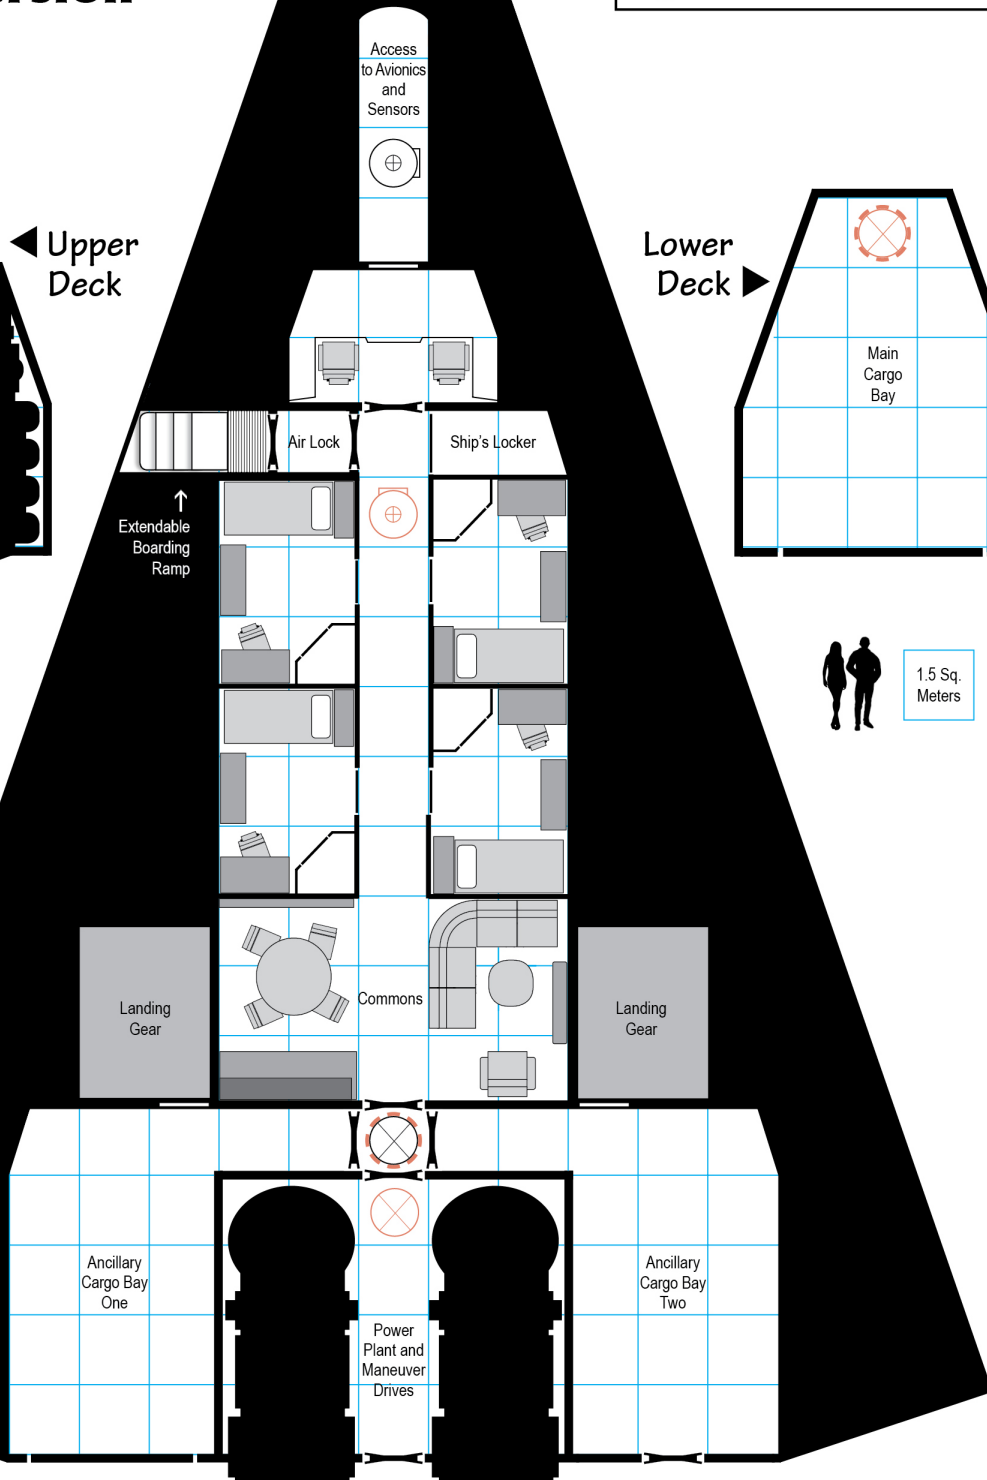 Access
to Avionics
and
Sensors
Upper
Deck
Lower
Deck
Main
Cargo
Bay
Air Lock
Ship's Locker
Extendable
Boarding
Ramp
1.5 Sq.
Meters
Commons
Landing
Gear
Landing
Gear
Ancillary
Cargo Bay
One
Ancillary
Cargo Bay
Two
Power
Plant and
Maneuver
Drives